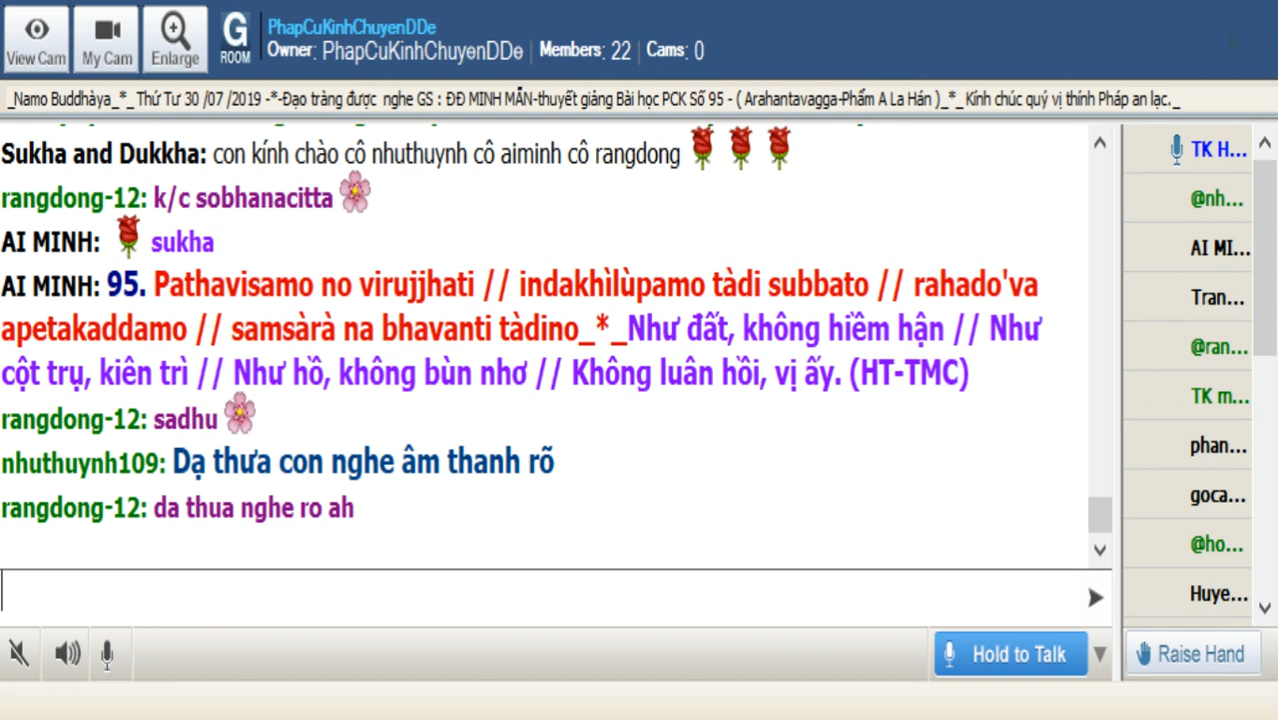 View Cam
My Cam
Enlarge
G
ROOM
PhapCuKinhChuyenDDe
Owner: PhapCuKinhChuyenDDe Members: 22 Cams: 0
_Namo Buddhàya_*_ Thứ Tư 30 /07 /2019 -*-Đạo tràng được nghe GS : ĐĐ MINH MẪN-thuyết giảng Bài học PCK Số 95 - ( Arahantavagga-Phẩm A La Hán )_*_ Kính chúc quý vị thính Pháp an lạc._
Sukha and Dukkha: con kính chào cô nhuthuynh cô aiminh cô rangdong
rangdong-12: k/c sobhanacitta
AI MINH: sukha
AI MINH: 95. Pathavisamo no virujjhati // indakhìlùpamo tàdi subbato // rahado'va
apetakaddamo // samsàrà na bhavanti tàdino_*_Như đất, không hiềm hận // Như
cột trụ, kiên trì // Như hồ, không bùn nhơ // Không luân hồi, vị ấy. (HT-TMC)
rangdong-12: sadhu
nhuthuynh109: Dạ thưa con nghe âm thanh rõ
rangdong-12: da thua nghe ro ah
TK H...
@nh...
AI MI...
Tran...
@ran...
TK m...
phan...
goca...
@ho...
Huye...
Hold to Talk
Raise Hand